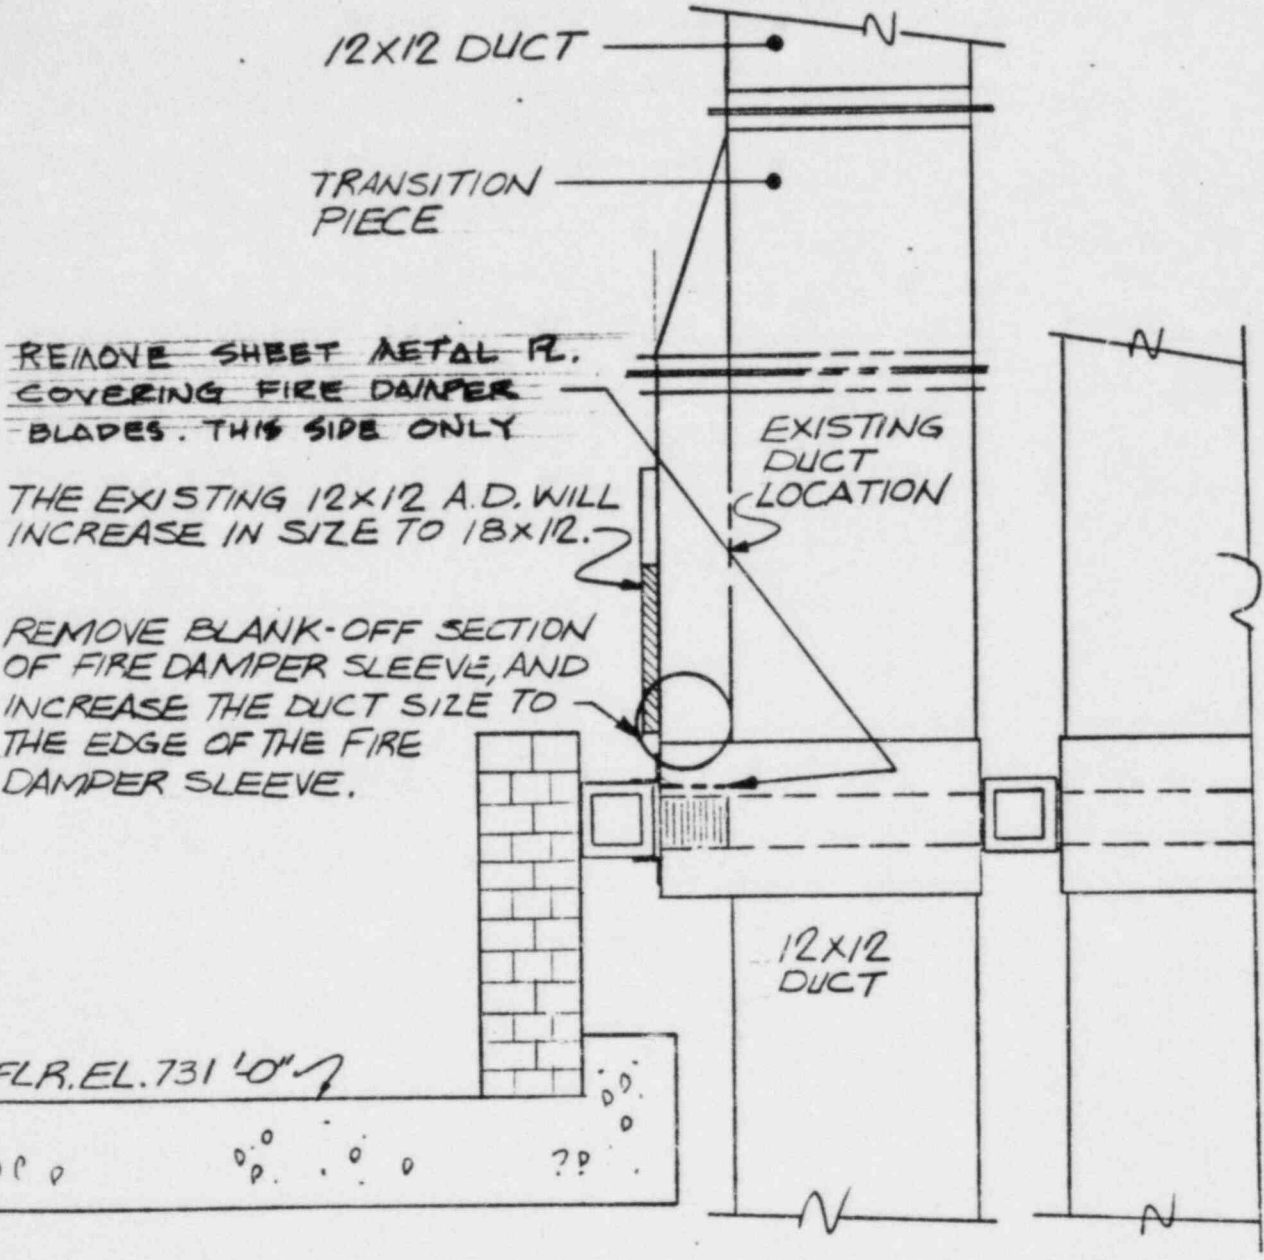 12X12 DUCT
TRANSITION
PIECE
REMOVE SHEET METAL PL.
COVERING FIRE DAMPER
BLADES. THIS SIDE ONLY
EXISTING
DUCT
LOCATION
THE EXISTING 12X12 A.D. WILL
INCREASE IN SIZE TO 18X12.
REMOVE BLANK-OFF SECTION
OF FIRE DAMPER SLEEVE, AND
INCREASE THE DUCT SIZE TO
THE EDGE OF THE FIRE
DAMPER SLEEVE.
12X12
DUCT
FLR. EL. 731'-0"